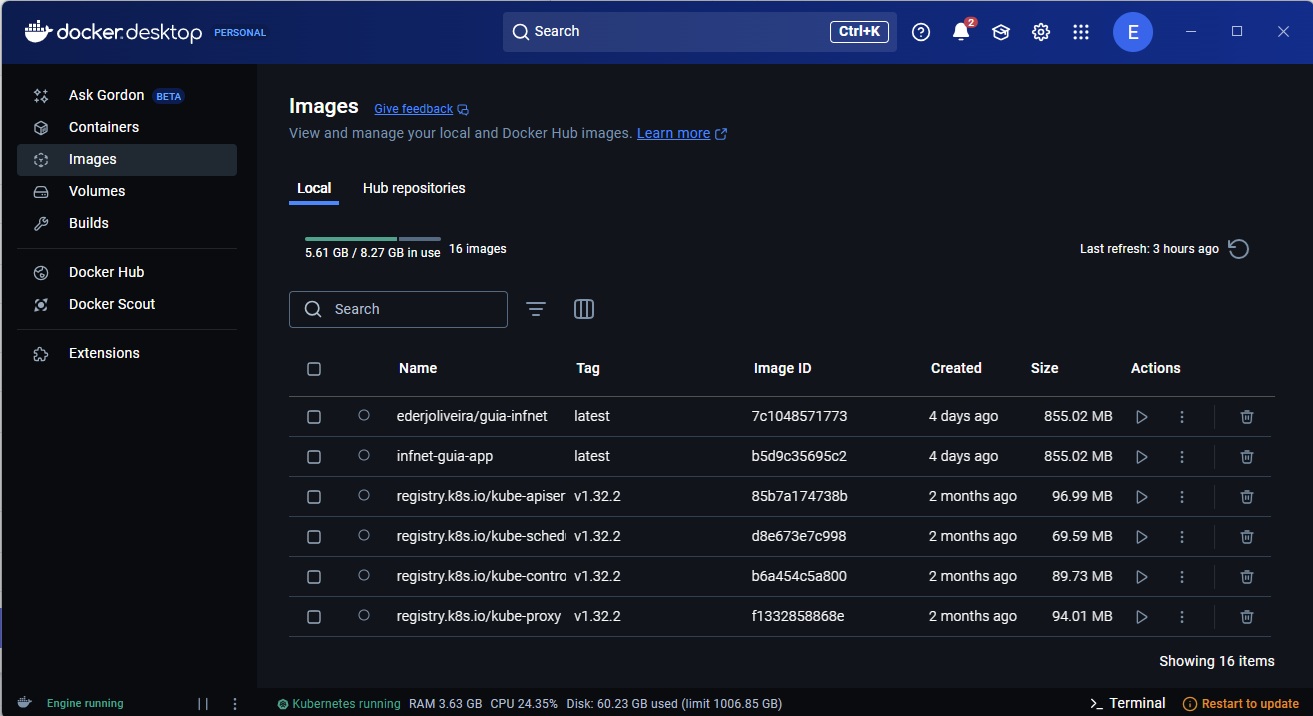 docker.desktop PERSONAL Search Ctrl+K 2 E
Ask Gordon BETA
Containers
Images
Volumes
Builds
Docker Hub
Docker Scout
Extensions
Images Give feedback
View and manage your local and Docker Hub images. Learn more
Local Hub repositories
5.61 GB / 8.27 GB in use 16 images Last refresh: 3 hours ago
Search
Name Tag Image ID Created Size Actions
ederjoliveira/guia-infnet latest 7c1048571773 4 days ago 855.02 MB
infnet-guia-app latest b5d9c35695c2 4 days ago 855.02 MB
registry.k8s.io/kube-apiser v1.32.2 85b7a174738b 2 months ago 96.99 MB
registry.k8s.io/kube-sched v1.32.2 d8e673e7c998 2 months ago 69.59 MB
registry.k8s.io/kube-contro v1.32.2 b6a454c5a800 2 months ago 89.73 MB
registry.k8s.io/kube-proxy v1.32.2 f1332858868e 2 months ago 94.01 MB
Showing 16 items
Engine running Kubernetes running RAM 3.63 GB CPU 24.35% Disk: 60.23 GB used (limit 1006.85 GB) Terminal Restart to update